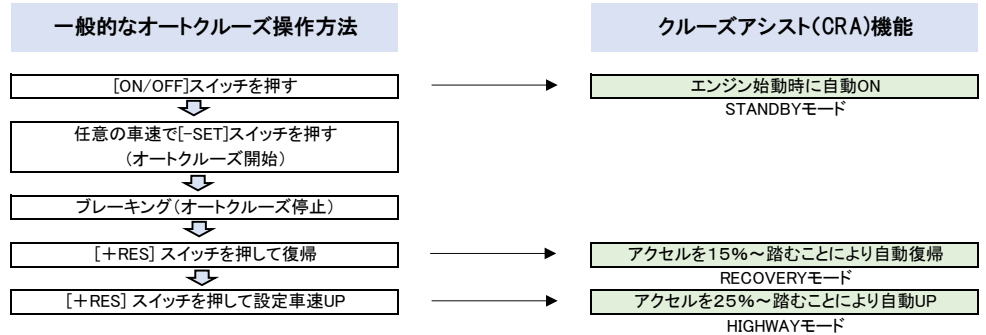 一般的なオートクルーズ操作方法
クルーズアシスト(CRA)機能
[ON/OFF]スイッチを押す
エンジン始動時に自動ON
STANDBYモード
任意の車速で[-SET]スイッチを押す
(オートクルーズ開始)
ブレーキング(オートクルーズ停止)
[+RES] スイッチを押して復帰
アクセルを15%~踏むことにより自動復帰
RECOVERYモード
[+RES] スイッチを押して設定車速UP
アクセルを25%~踏むことにより自動UP
HIGHWAYモード